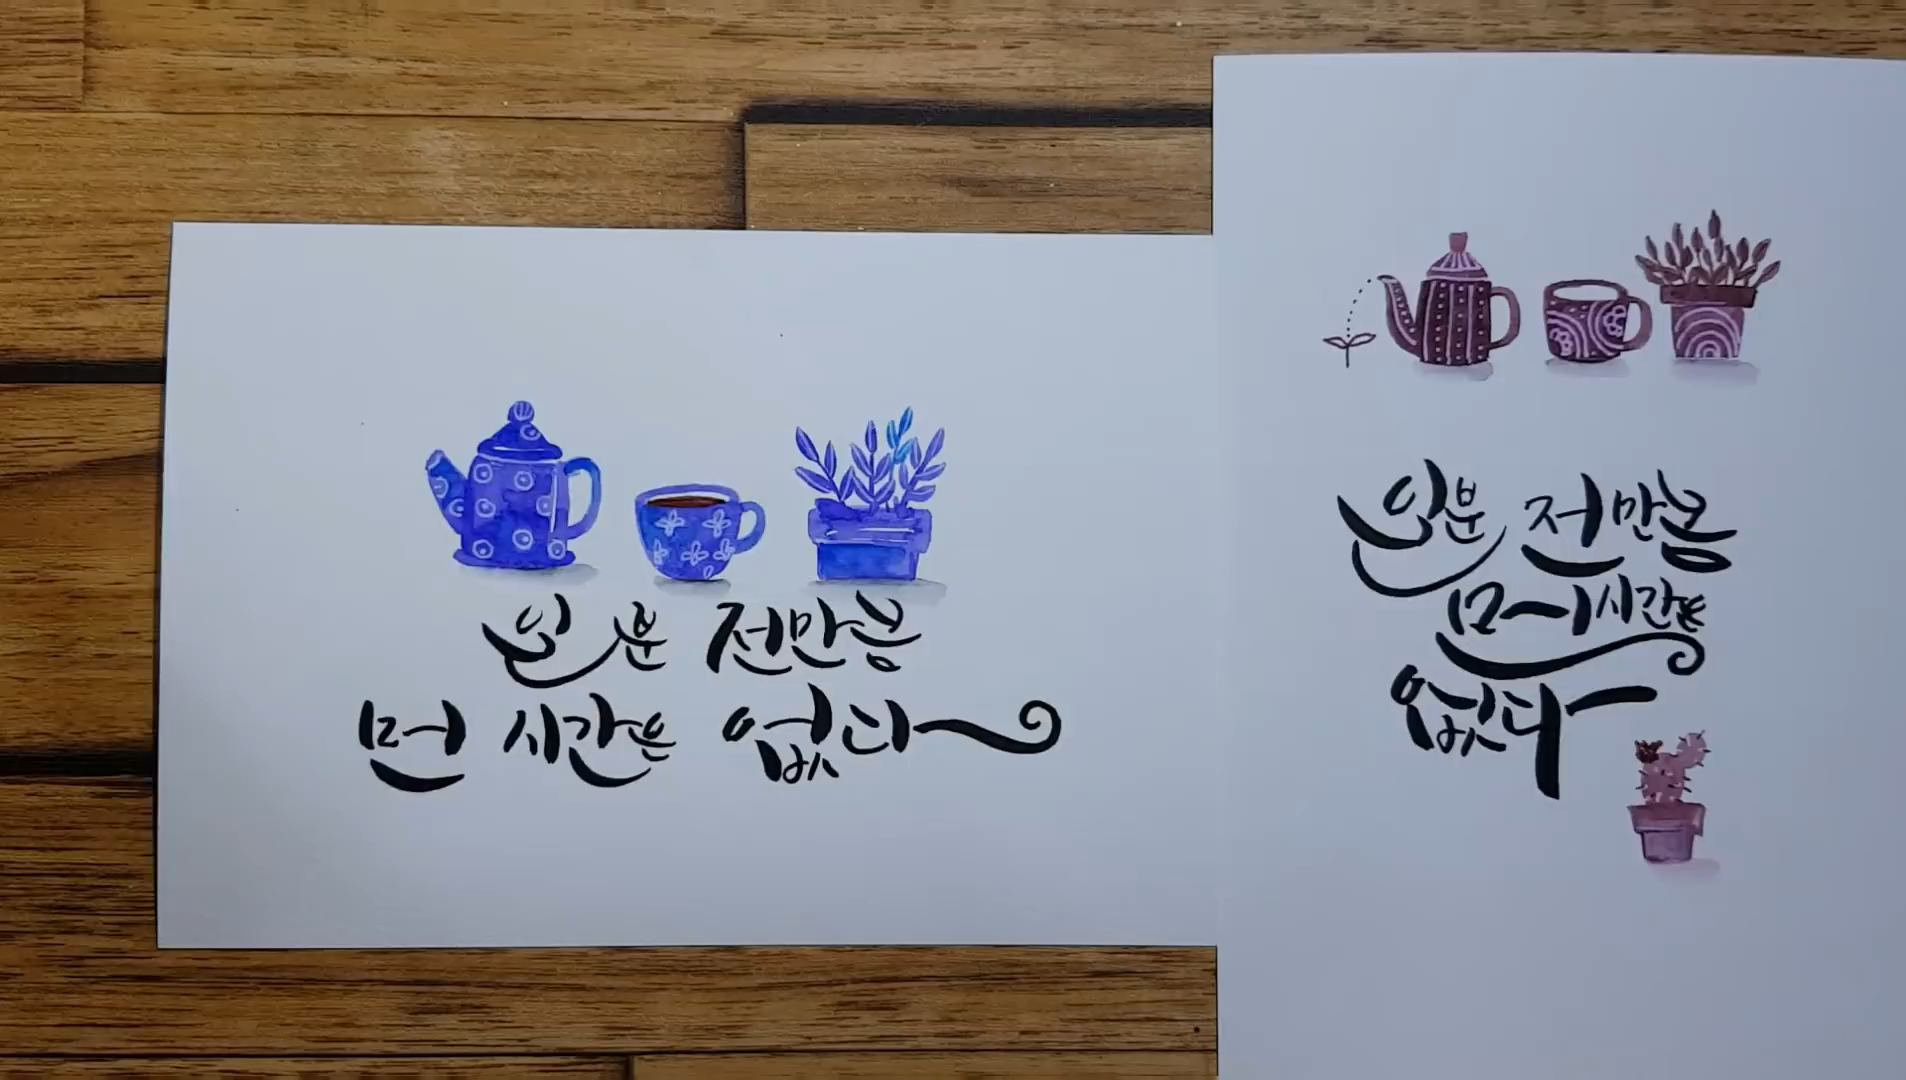 일분 전만큼
먼 시간은 없다
일분 전만큼
먼 시간은
없다